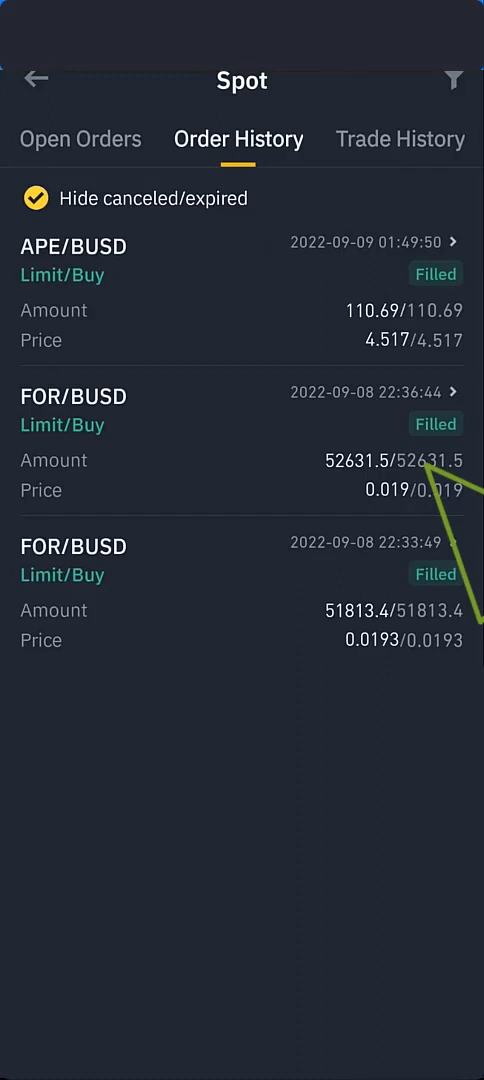 Spot
Open Orders Order History Trade History
Hide canceled/expired
APE/BUSD 2022-09-09 01:49:50
Limit/Buy Filled
Amount 110.69/110.69
Price 4.517/4.517
FOR/BUSD 2022-09-08 22:36:44
Limit/Buy Filled
Amount 52631.5/52631.5
Price 0.019/0.019
FOR/BUSD 2022-09-08 22:33:49
Limit/Buy Filled
Amount 51813.4/51813.4
Price 0.0193/0.0193